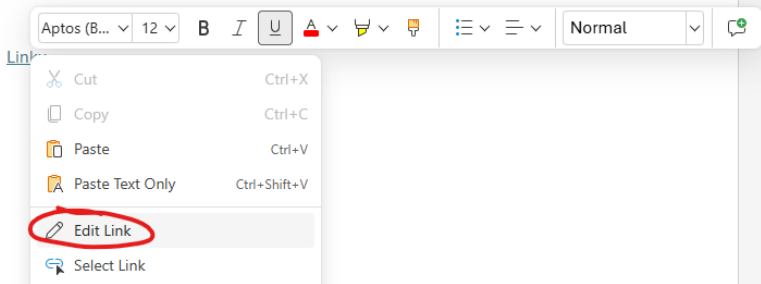 Aptos (B... 12 B I U A Normal
Link
Cut Ctrl+X
Copy Ctrl+C
Paste Ctrl+V
Paste Text Only Ctrl+Shift+V
Edit Link
Select Link